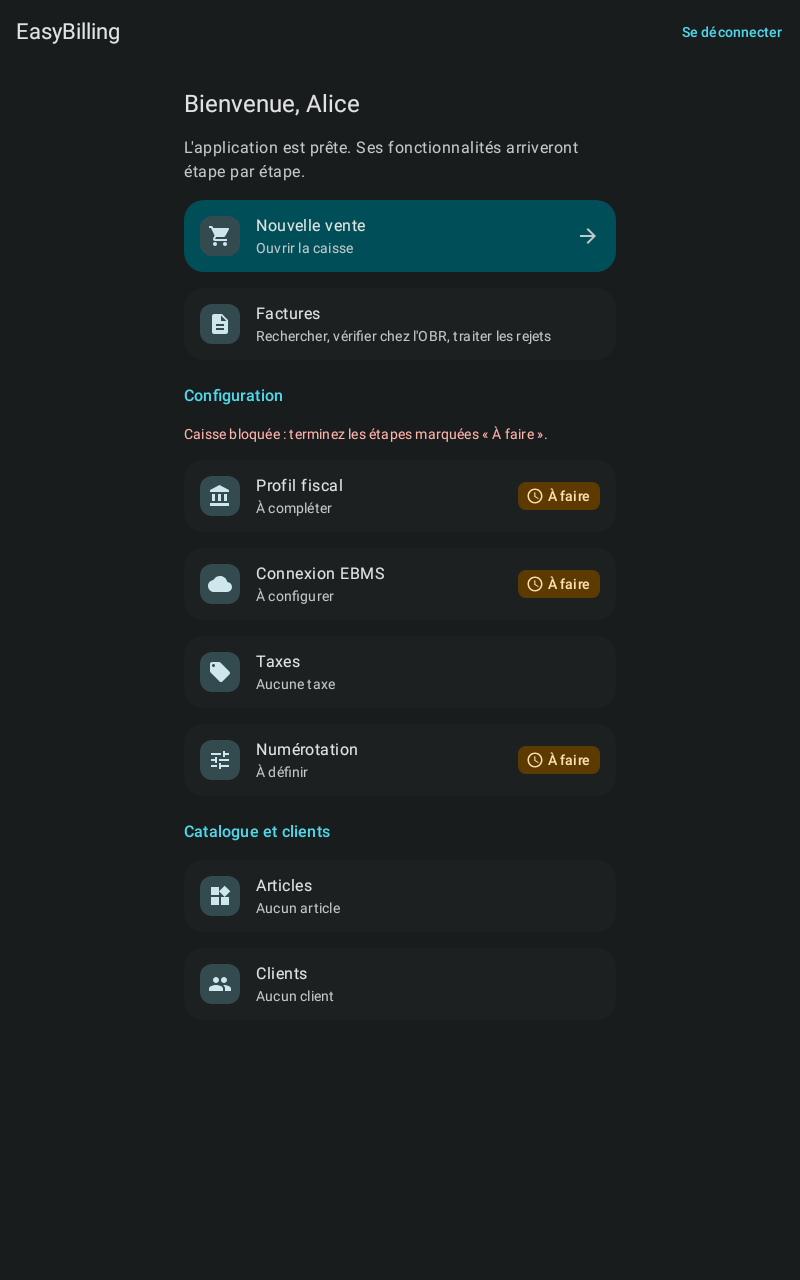 EasyBilling
Se déconnecter
Bienvenue, Alice
L'application est prête. Ses fonctionnalités arriveront
étape par étape.
Nouvelle vente
Ouvrir la caisse
Factures
Rechercher, vérifier chez l'OBR, traiter les rejets
Configuration
Caisse bloquée : terminez les étapes marquées « À faire ».
Profil fiscal
À compléter
À faire
Connexion EBMS
À configurer
À faire
Taxes
Aucune taxe
Numérotation
À définir
À faire
Catalogue et clients
Articles
Aucun article
Clients
Aucun client